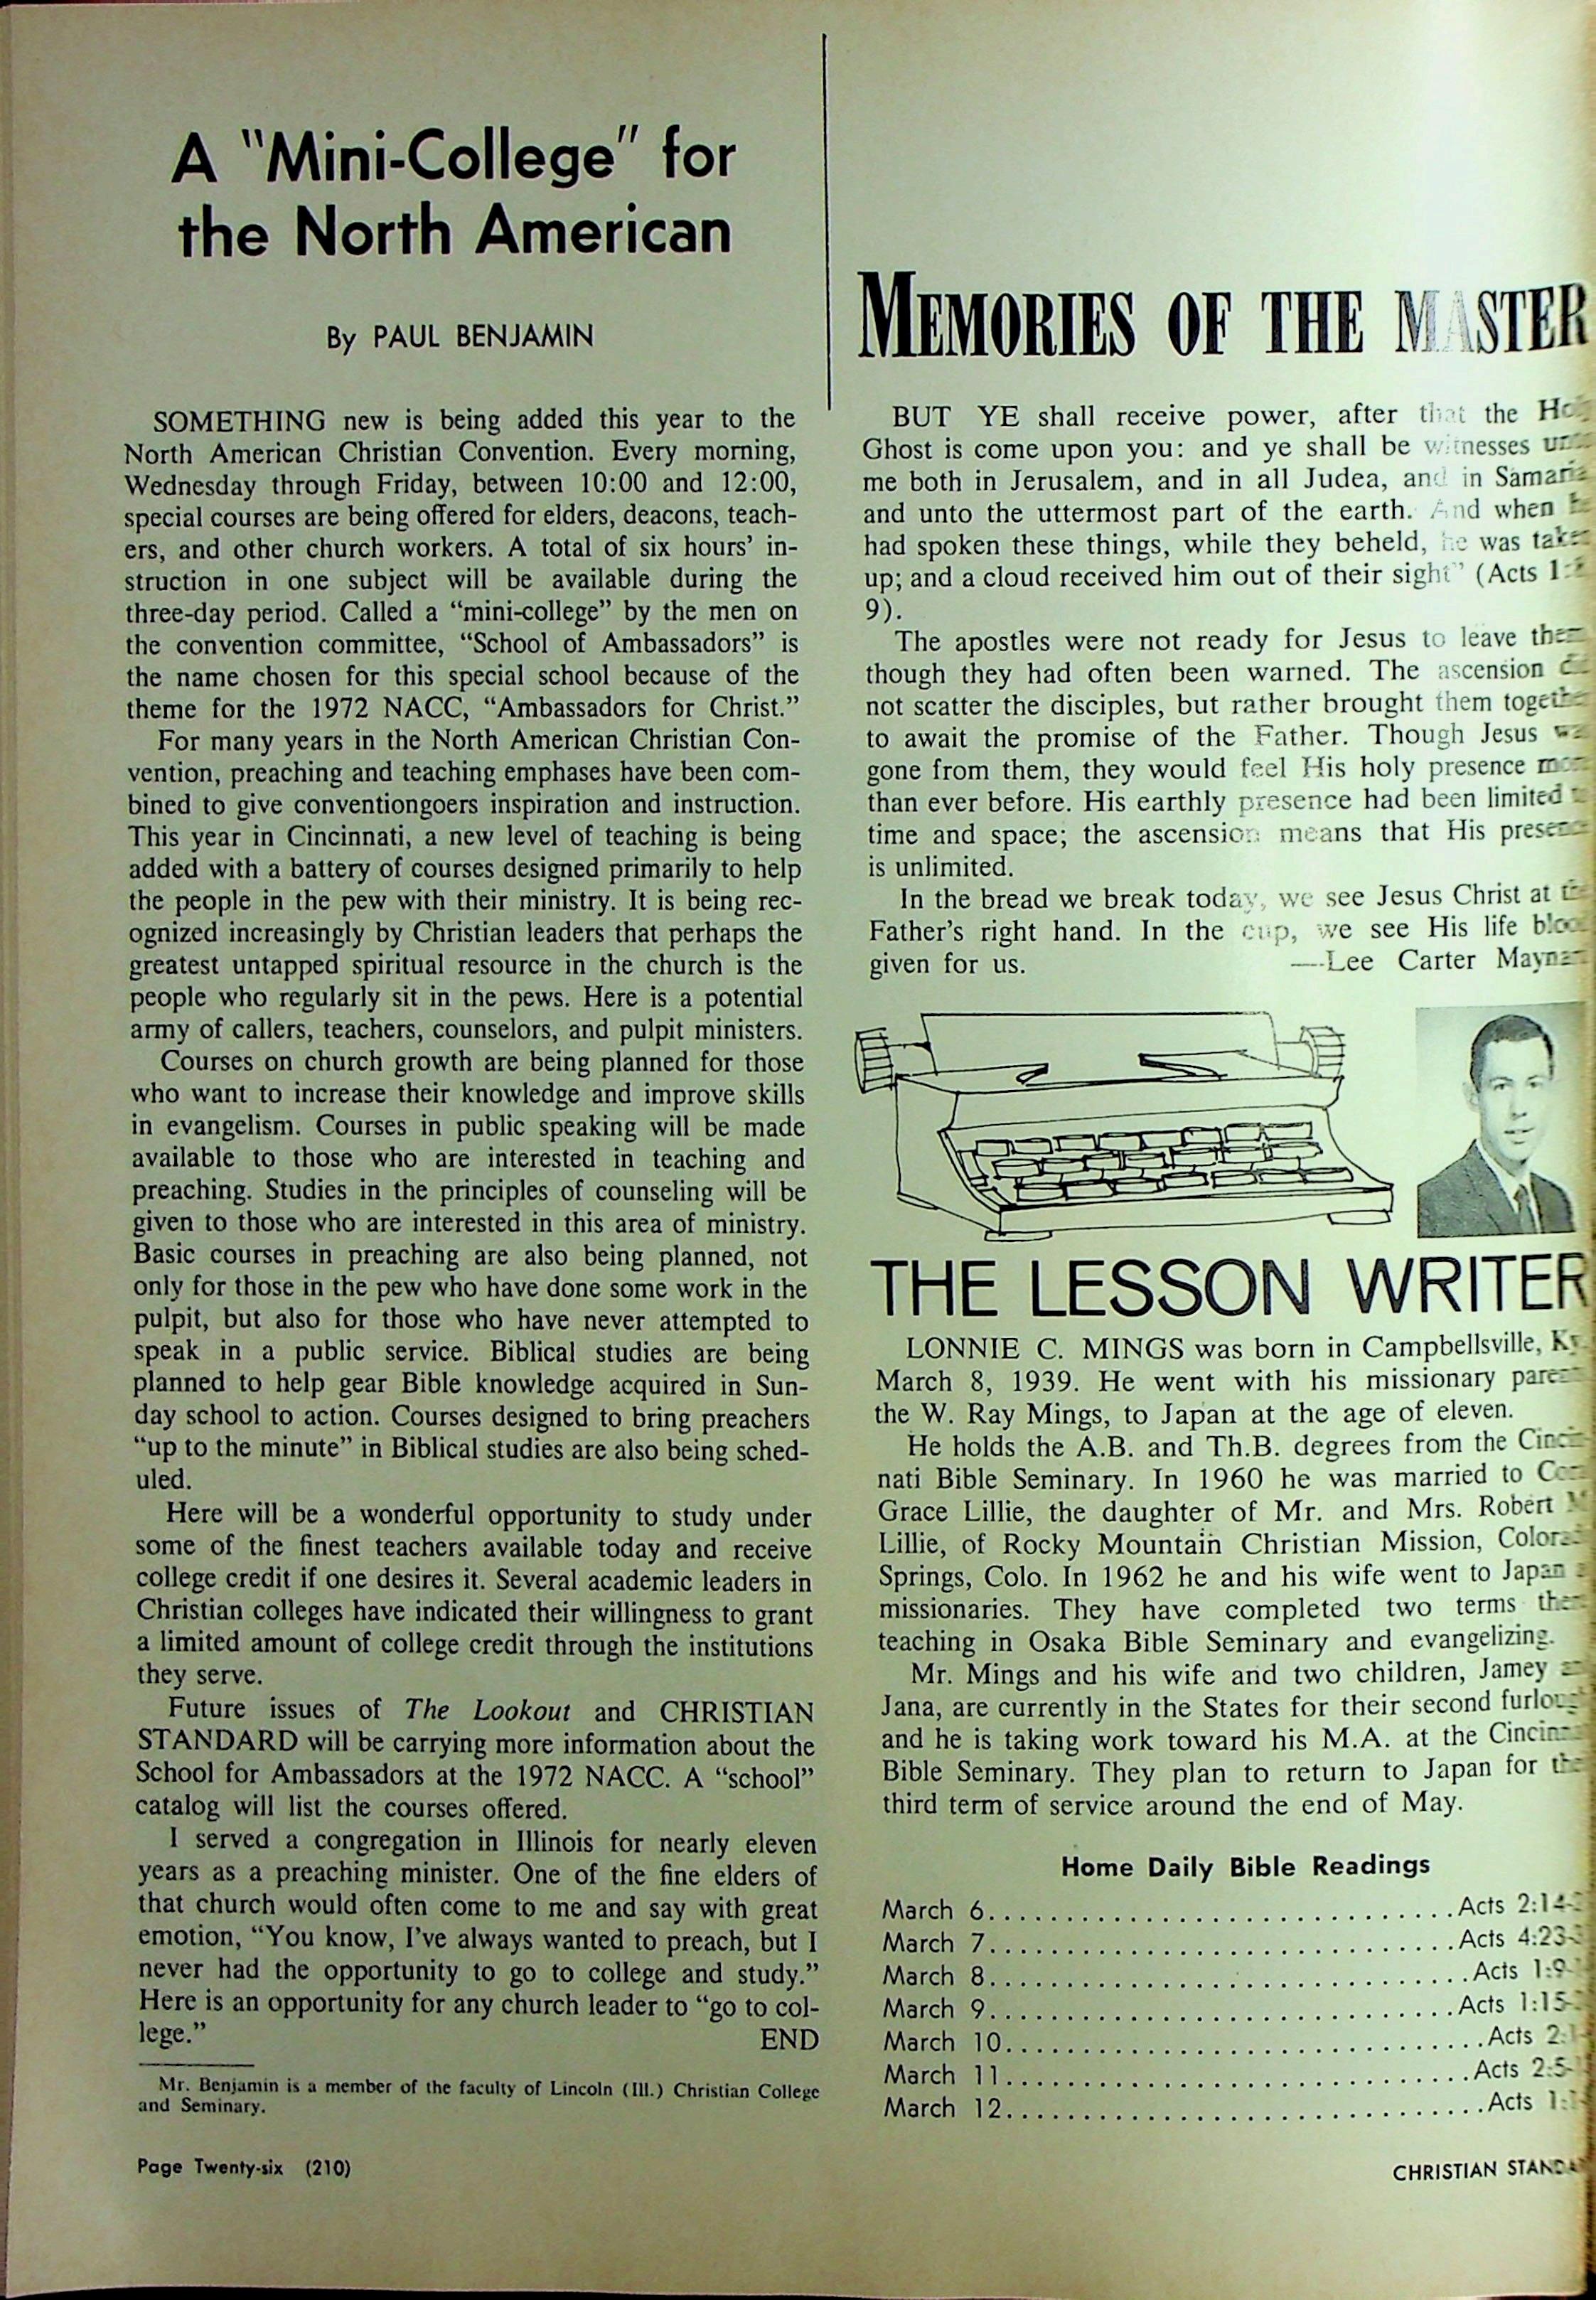 A "Mini-College" for
the North American
By PAUL BENJAMIN
SOMETHING new is being added this year to the
North American Christian Convention. Every morning,
Wednesday through Friday, between 10:00 and 12:00,
special courses are being offered for elders, deacons, teach-
ers, and other church workers. A total of six hours' in-
struction in one subject will be available during the
three-day period. Called a “mini-college” by the men on
the convention committee, “School of Ambassadors” is
the name chosen for this special school because of the
theme for the 1972 NACC, “Ambassadors for Christ.”
For many years in the North American Christian Con-
vention, preaching and teaching emphases have been com-
bined to give conventiongoers inspiration and instruction.
This year in Cincinnati, a new level of teaching is being
added with a battery of courses designed primarily to help
the people in the pew with their ministry. It is being rec-
ognized increasingly by Christian leaders that perhaps the
greatest untapped spiritual resource in the church is the
people who regularly sit in the pews. Here is a potential
army of callers, teachers, counselors, and pulpit ministers.
Courses on church growth are being planned for those
who want to increase their knowledge and improve skills
in evangelism. Courses in public speaking will be made
available to those who are interested in teaching and
preaching. Studies in the principles of counseling will be
given to those who are interested in this area of ministry.
Basic courses in preaching are also being planned, not
only for those in the pew who have done some work in the
pulpit, but also for those who have never attempted to
speak in a public service. Biblical studies are being
planned to help gear Bible knowledge acquired in Sun-
day school to action. Courses designed to bring preachers
“up to the minute” in Biblical studies are also being sched-
uled.
Here will be a wonderful opportunity to study under
some of the finest teachers available today and receive
college credit if one desires it. Several academic leaders in
Christian colleges have indicated their willingness to grant
a limited amount of college credit through the institutions
they serve.
Future issues of The Lookout and CHRISTIAN
STANDARD will be carrying more information about the
School for Ambassadors at the 1972 NACC. A “school”
catalog will list the courses offered.
I served a congregation in Illinois for nearly eleven
years as a preaching minister. One of the fine elders of
that church would often come to me and say with great
emotion, “You know, I've always wanted to preach, but I
never had the opportunity to go to college and study.”
Here is an opportunity for any church leader to “go to col-
lege.” END
Mr. Benjamin is a member of the faculty of Lincoln (Ill.) Christian College
and Seminary.
Page Twenty-six (210)
MEMORIES OF THE MASTER
BUT YE shall receive power, after that the
Ghost is come upon you: and ye shall be witnesses
me both in Jerusalem, and in all Judea, and in
and unto the uttermost part of the earth. And when
had spoken these things, while they beheld, he was
up; and a cloud received him out of their sight” (Acts
9).
The apostles were not ready for Jesus to leave
though they had often been warned. The ascension
not scatter the disciples, but rather brought them
to await the promise of the Father. Though Jesus
gone from them, they would feel His holy presence
than ever before. His earthly presence had been limited
time and space; the ascension means that His
is unlimited.
In the bread we break today, we see Jesus Christ at
Father's right hand. In the cup, we see His life
given for us. —Lee Carter
THE LESSON WRITER
LONNIE C. MINGS was born in Campbellsville, Ky.
March 8, 1939. He went with his missionary
the W. Ray Mings, to Japan at the age of eleven.
He holds the A.B. and Th.B. degrees from the
nati Bible Seminary. In 1960 he was married to
Grace Lillie, the daughter of Mr. and Mrs. Robert
Lillie, of Rocky Mountain Christian Mission,
Springs, Colo. In 1962 he and his wife went to Japan
missionaries. They have completed two terms
teaching in Osaka Bible Seminary and evangelizing.
Mr. Mings and his wife and two children, Jamey
Jana, are currently in the States for their second
and he is taking work toward his M.A. at the
Bible Seminary. They plan to return to Japan for
third term of service around the end of May.
Home Daily Bible Readings
March 6 Acts 2:14-
March 7 Acts 4:23-
March 8 Acts 1:9-
March 9 Acts 1:15-
March 10 Acts 2:
March 11 Acts 2:5-
March 12 Acts 1:
CHRISTIAN